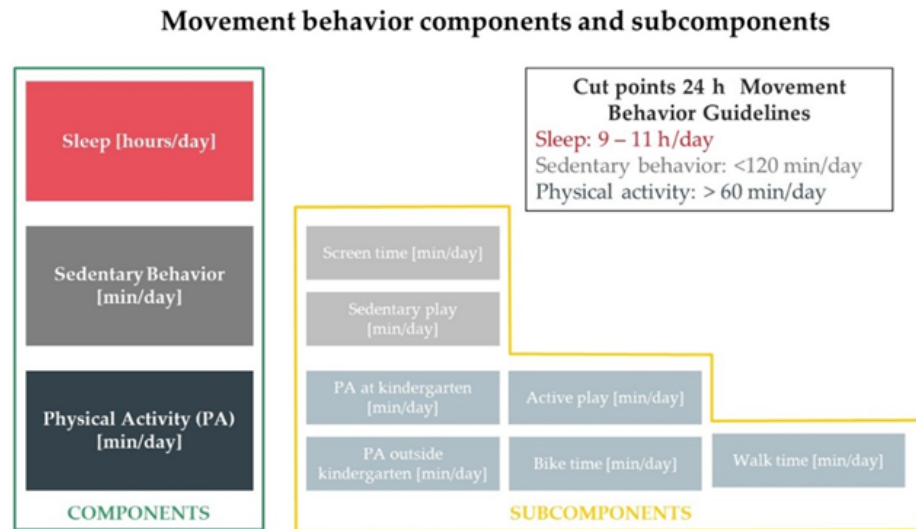 Movement behavior components and subcomponents
Sleep [hours/day]
Cut points 24 h Movement
Behavior Guidelines
Sleep: 9 – 11 h/day
Sedentary behavior: <120 min/day
Physical activity: > 60 min/day
Sedentary Behavior
[min/day]
Screen time [min/day]
Sedentary play
[min/day]
Physical Activity (PA)
[min/day]
PA at kindergarten
[min/day]
Active play [min/day]
PA outside
kindergarten [min/day]
Bike time [min/day]
Walk time [min/day]
COMPONENTS
SUBCOMPONENTS